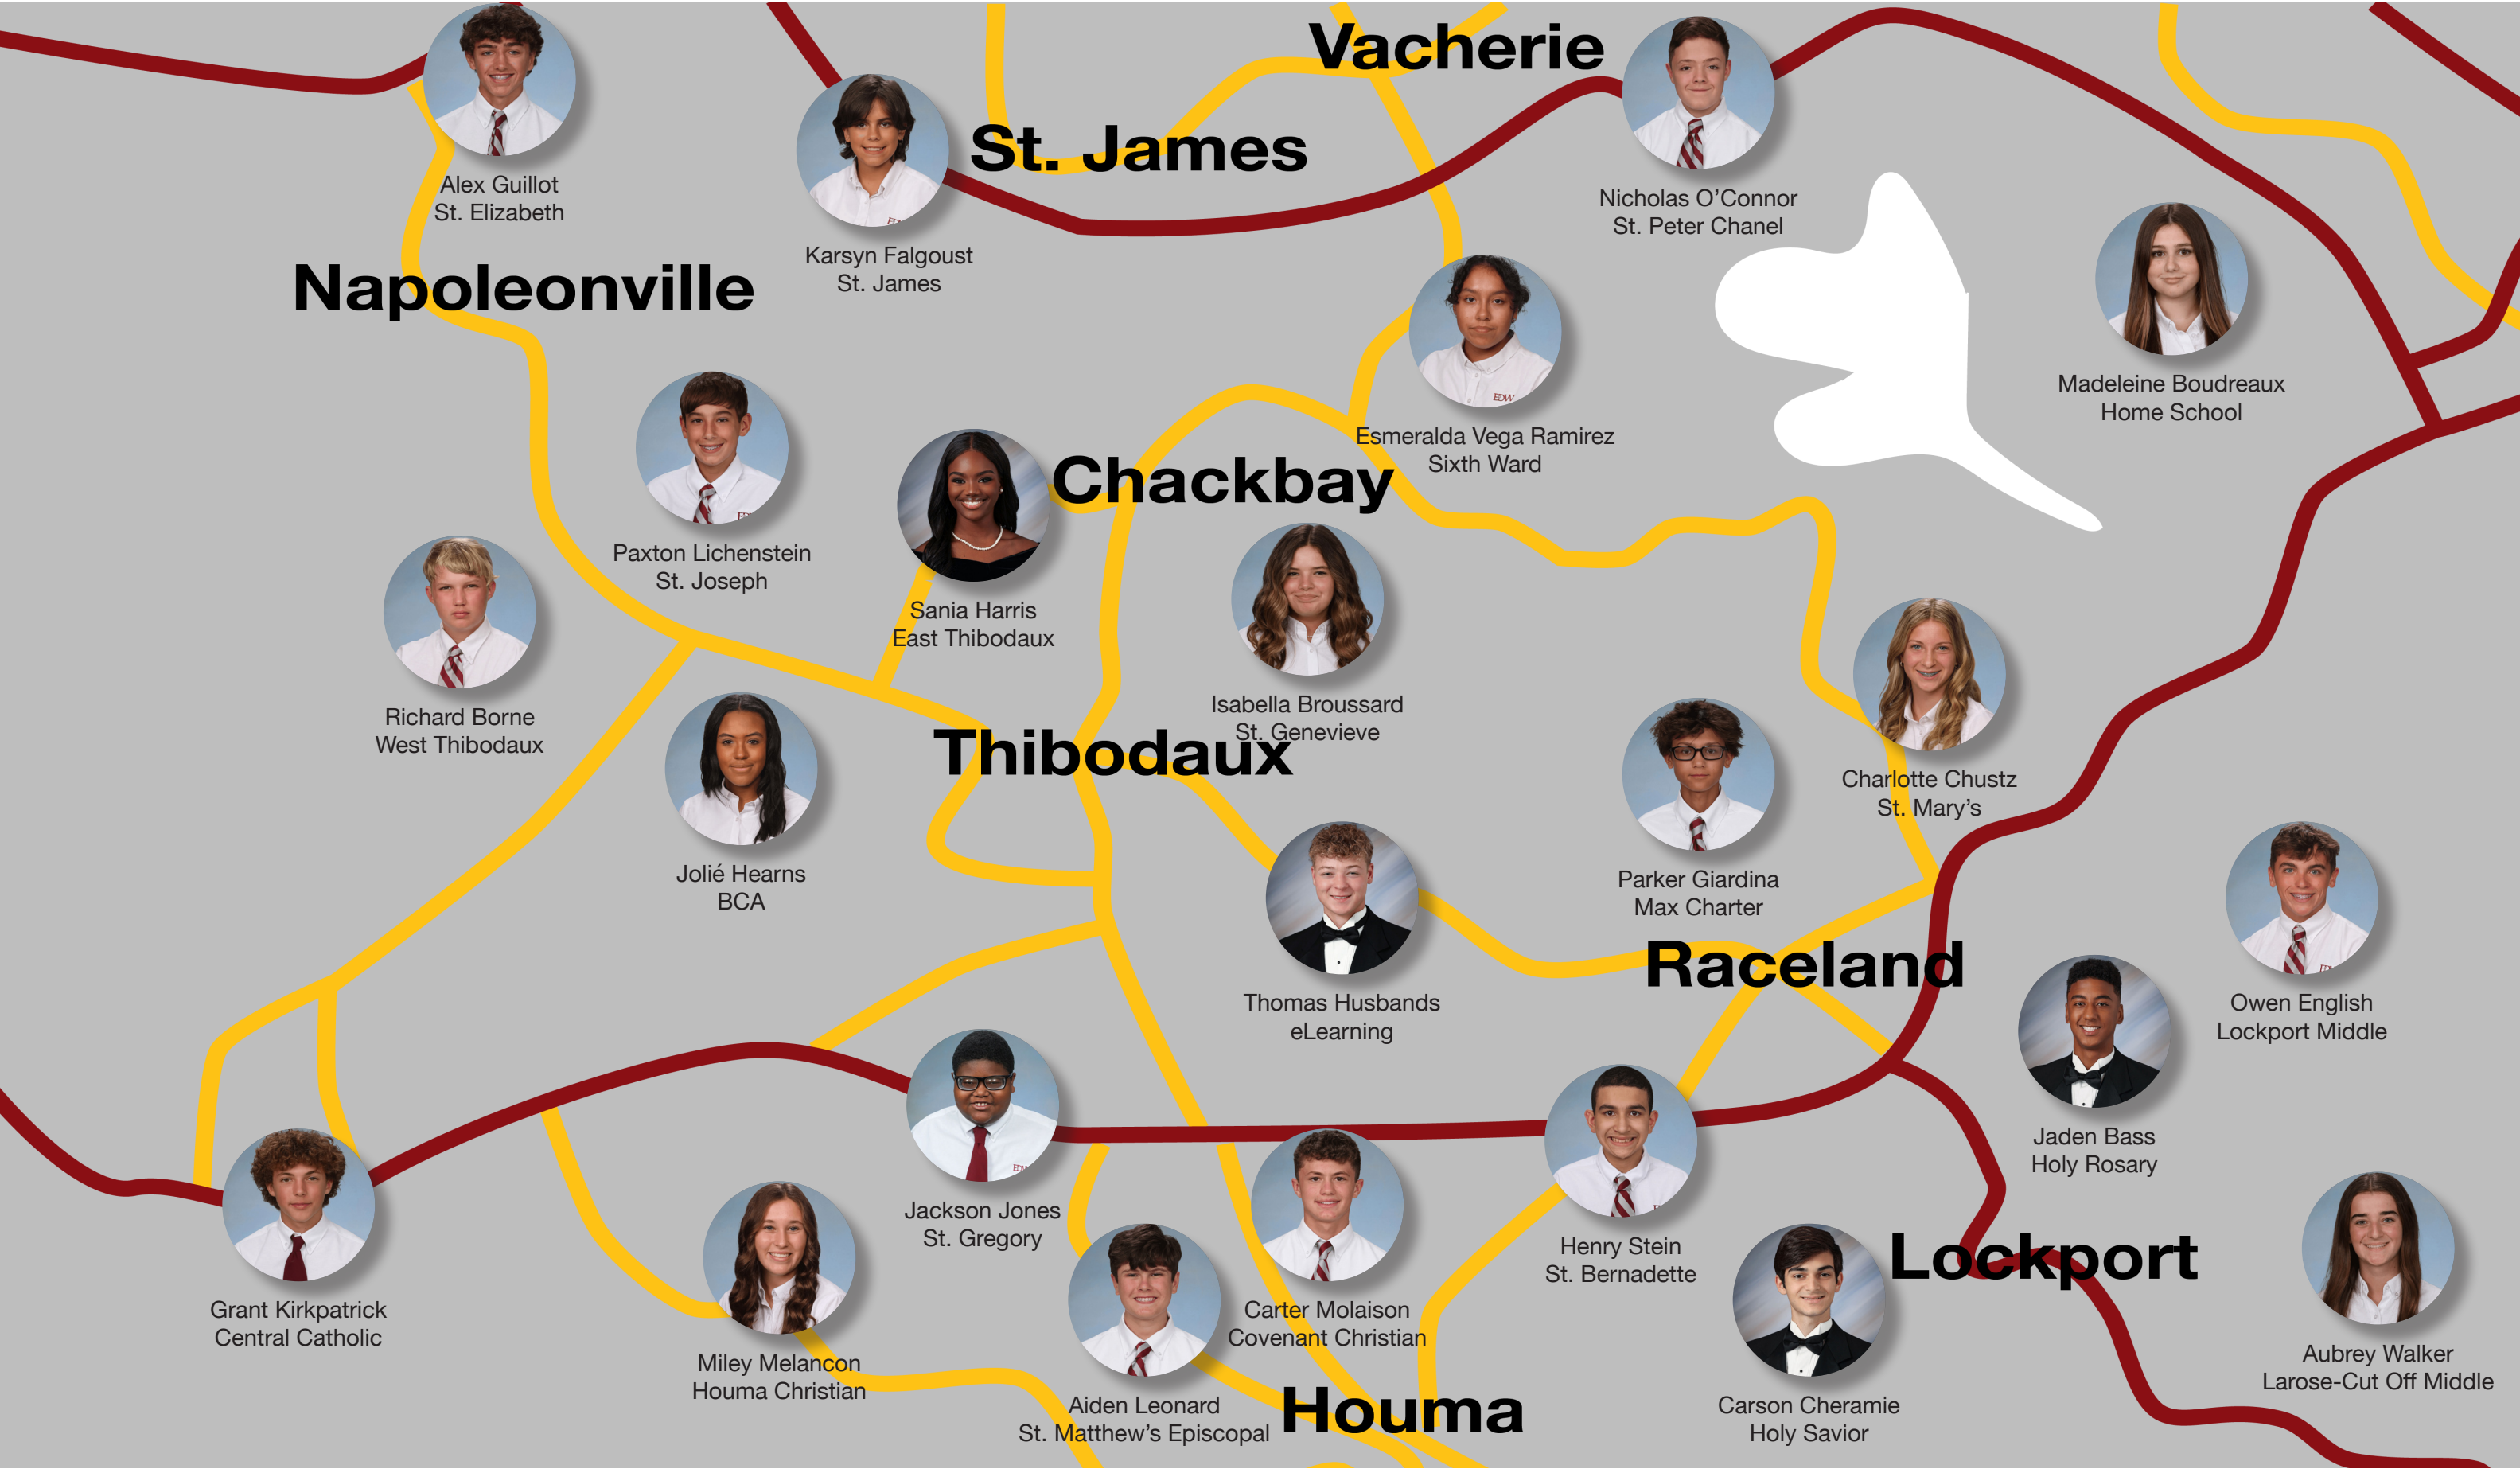 Vacherie
St. James
Alex Guillot
St. Elizabeth
Nicholas O’Connor
St. Peter Chanel
Karsyn Falgoust
St. James
Napoleonville
Madeleine Boudreaux
Home School
EDW
Esmeralda Vega Ramirez
Sixth Ward
Chackbay
Paxton Lichenstein
St. Joseph
Sania Harris
East Thibodaux
Richard Borne
West Thibodaux
Isabella Broussard
St. Genevieve
Thibodaux
Charlotte Chustz
St. Mary’s
Jolié Hearns
BCA
Parker Giardina
Max Charter
Raceland
Thomas Husbands
eLearning
Owen English
Lockport Middle
Jaden Bass
Holy Rosary
Jackson Jones
St. Gregory
Henry Stein
St. Bernadette
Lockport
Grant Kirkpatrick
Central Catholic
Carter Molaison
Covenant Christian
Miley Melancon
Houma Christian
Aubrey Walker
Larose-Cut Off Middle
Aiden Leonard
St. Matthew’s Episcopal
Houma
Carson Cheramie
Holy Savior